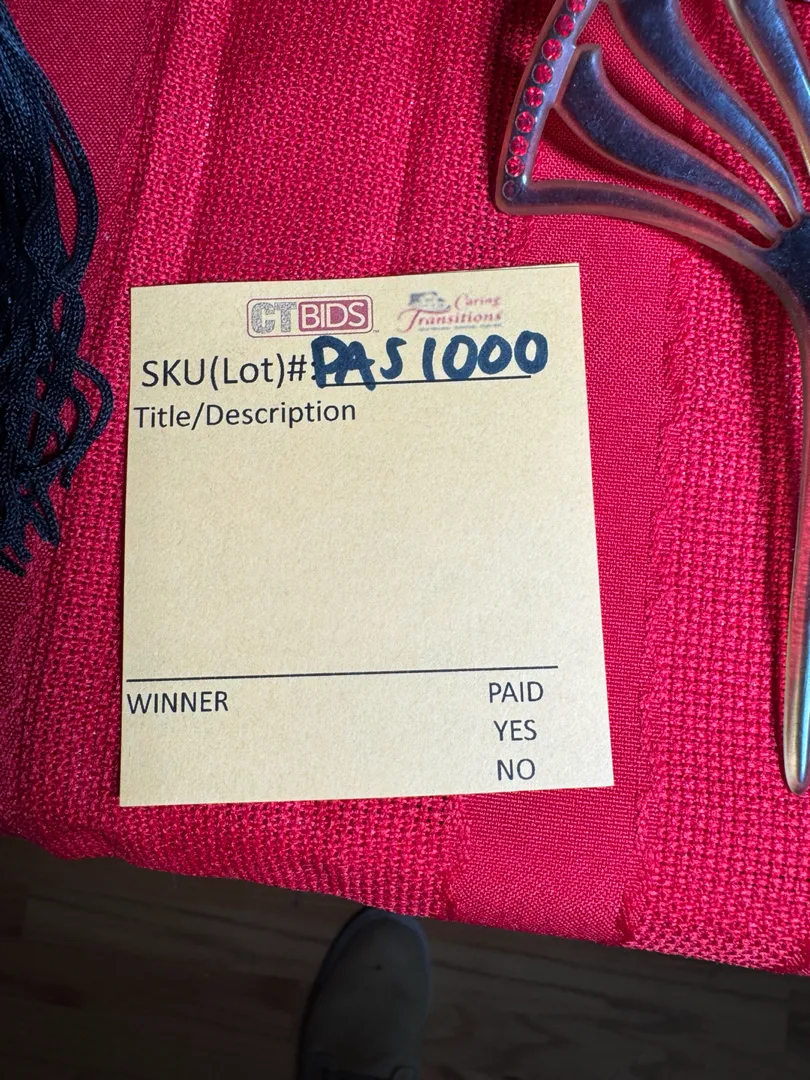 CTBIDS Caring Transitions
SKU(Lot)#: PAS1000
Title/Description
WINNER PAID
YES
NO